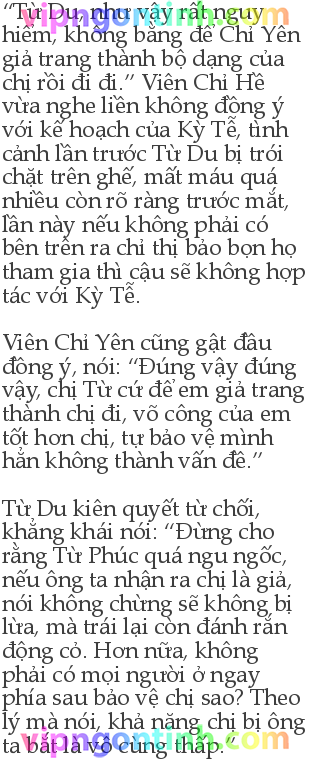 “Từ Du, như vậy rất nguy
vipngontinh.com
hiểm, không bằng để Chỉ Yên
giả trang thành bộ dạng của
chị rồi đi đi.” Viên Chỉ Hề
vừa nghe liền không đồng ý
với kế hoạch của Kỳ Tễ, tình
cảnh lần trước Từ Du bị trói
chặt trên ghế, mất máu quá
nhiều còn rõ ràng trước mắt,
lần này nếu không phải có
bên trên ra chỉ thị bảo bọn họ
tham gia thì cậu sẽ không hợp
tác với Kỳ Tễ.
Viên Chỉ Yên cũng gật đầu
đồng ý, nói: “Đúng vậy đúng
vậy, chị Từ cứ để em giả trang
thành chị đi, võ công của em
tốt hơn chị, tự bảo vệ mình
hẳn không thành vấn đề.”
Từ Du kiên quyết từ chối,
khẳng khái nói: “Đừng cho
rằng Từ Phúc quá ngu ngốc,
nếu ông ta nhận ra chị là giả,
nói không chừng sẽ không bị
lừa, mà trái lại còn đánh rắn
động cỏ. Hơn nữa, không
phải có mọi người ở ngay
phía sau bảo vệ chị sao? Theo
lý mà nói, khả năng chị bị ông
ta bắt là vô cùng thấp.”
vipngontinh.com